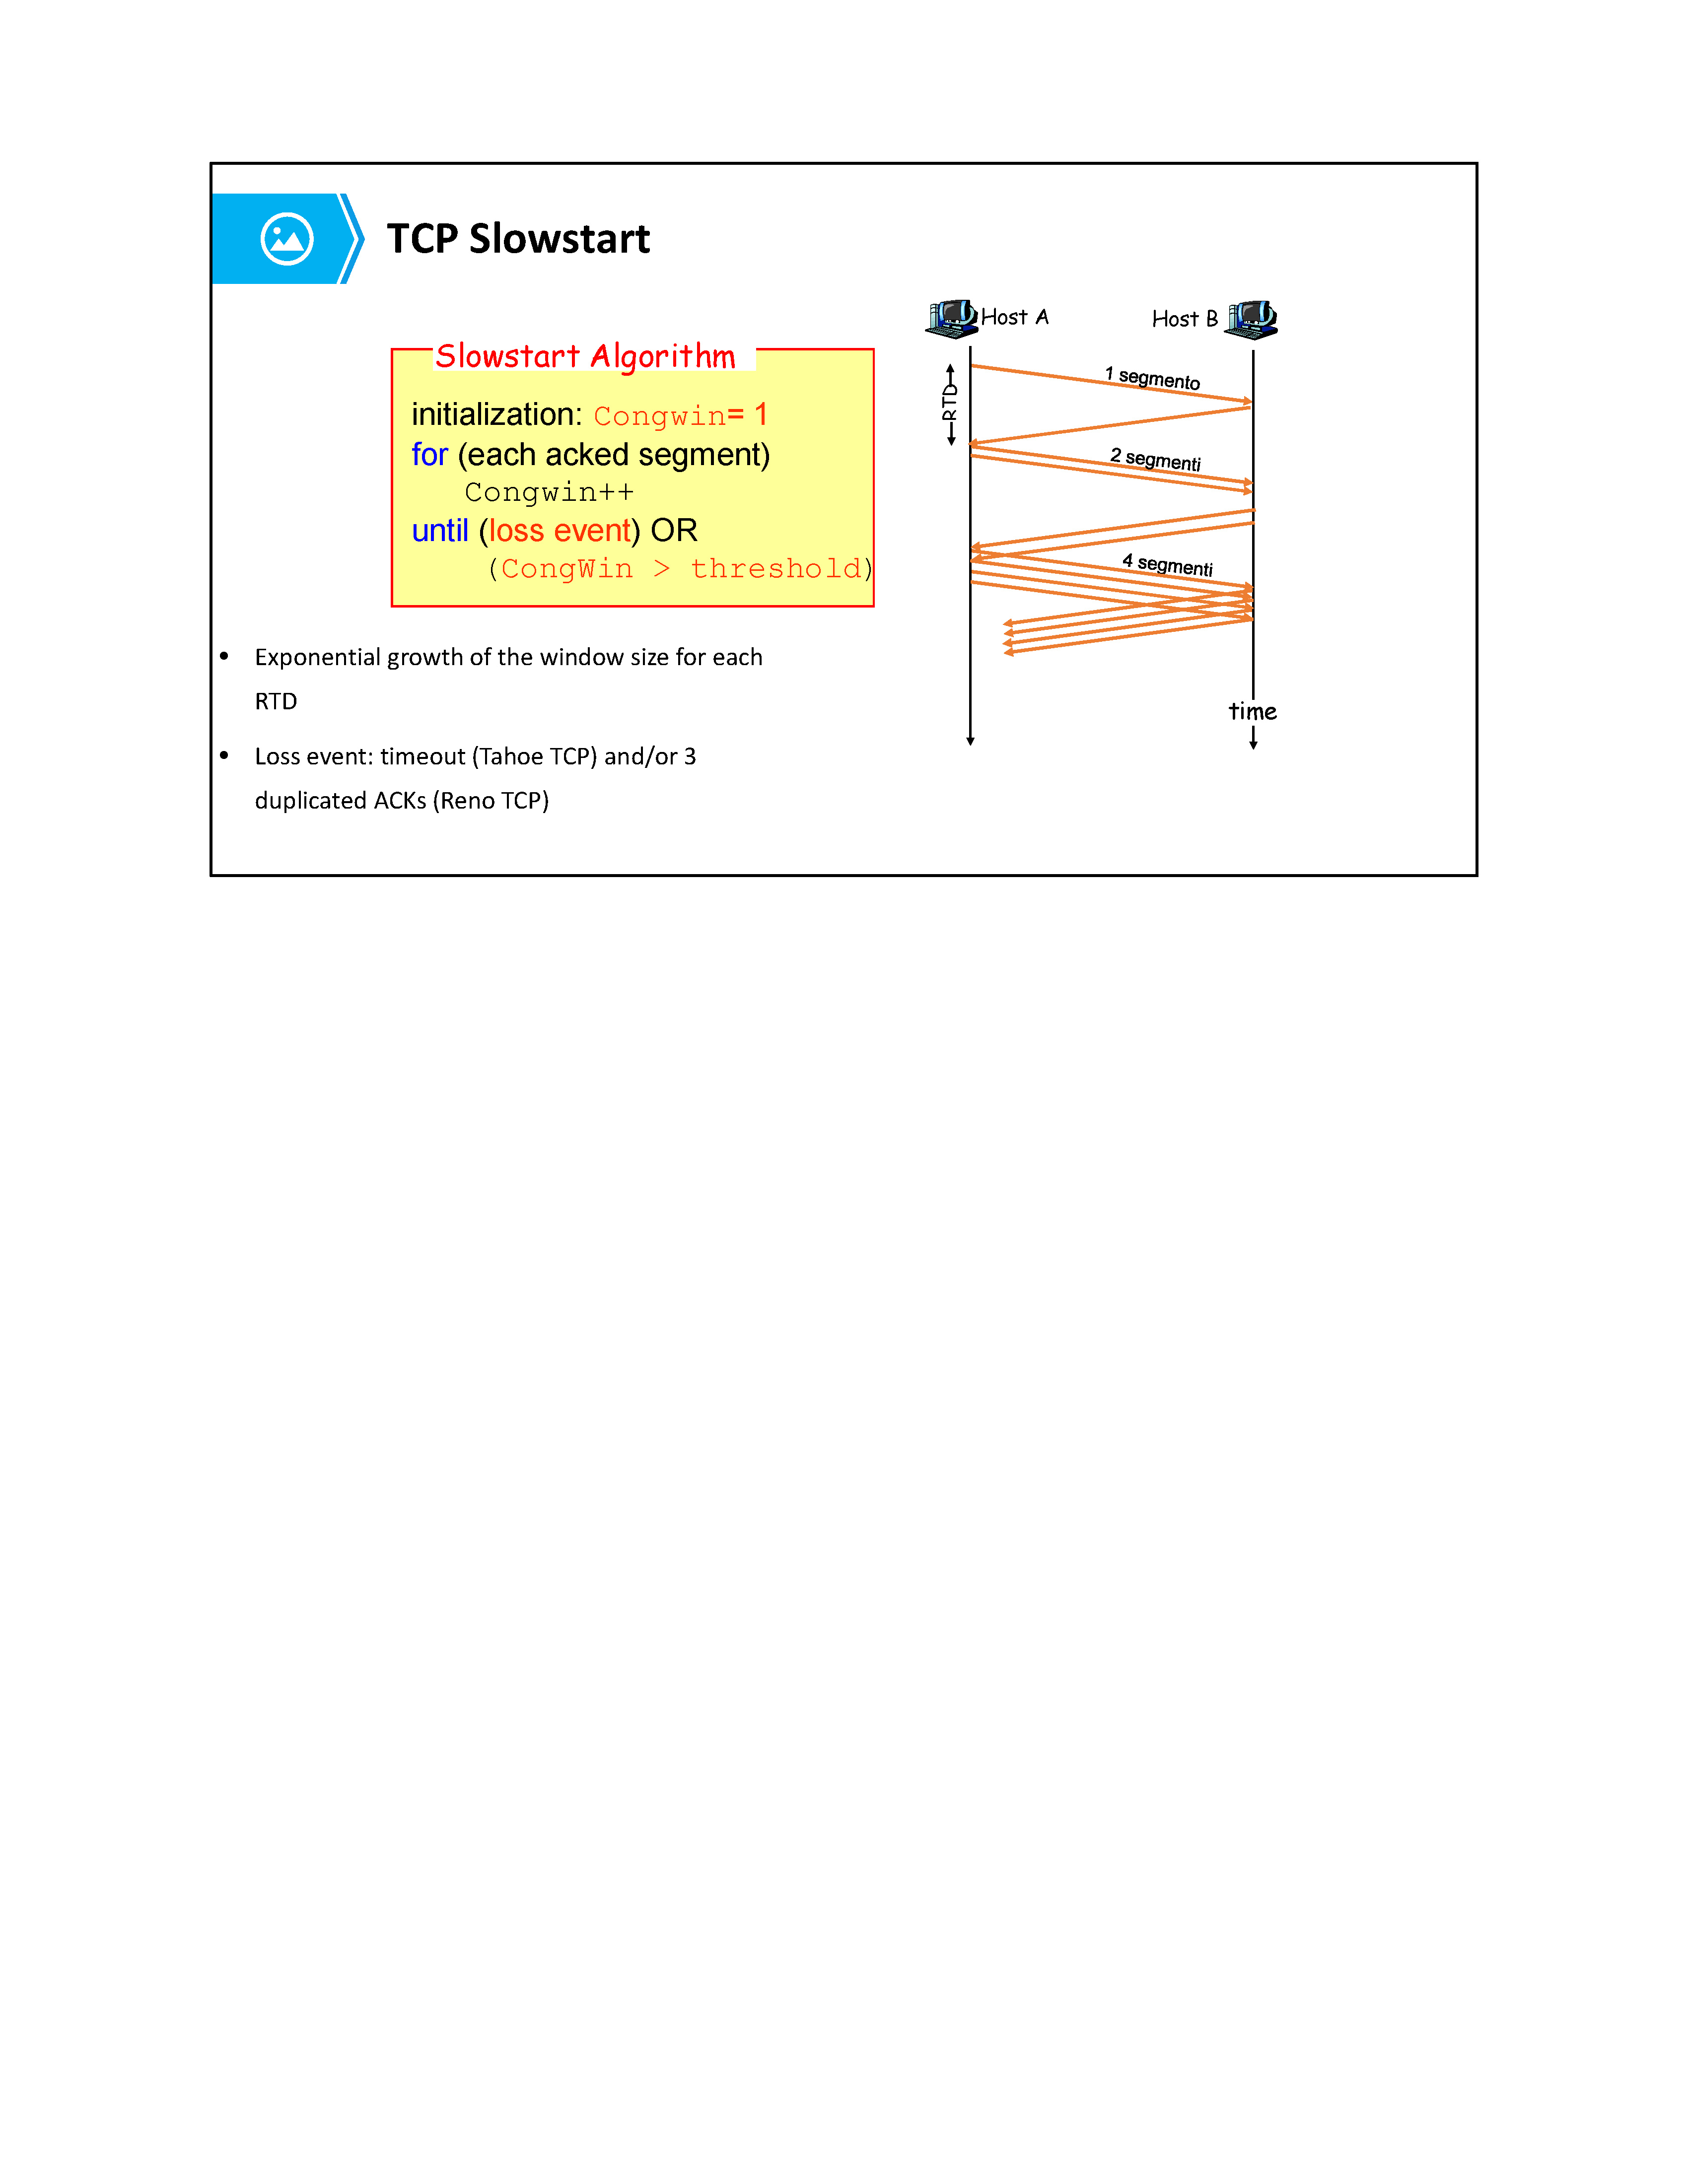 TCP Slowstart
Slowstart Algorithm
initialization: Congwin= 1
for (each acked segment)
Congwin++
until (loss event) OR
(CongWin > threshold)
• Exponential growth of the window size for each
RTD
• Loss event: timeout (Tahoe TCP) and/or 3
duplicated ACKs (Reno TCP)
Host A
Host B
RTD
1 segmento
2 segmenti
4 segmenti
time